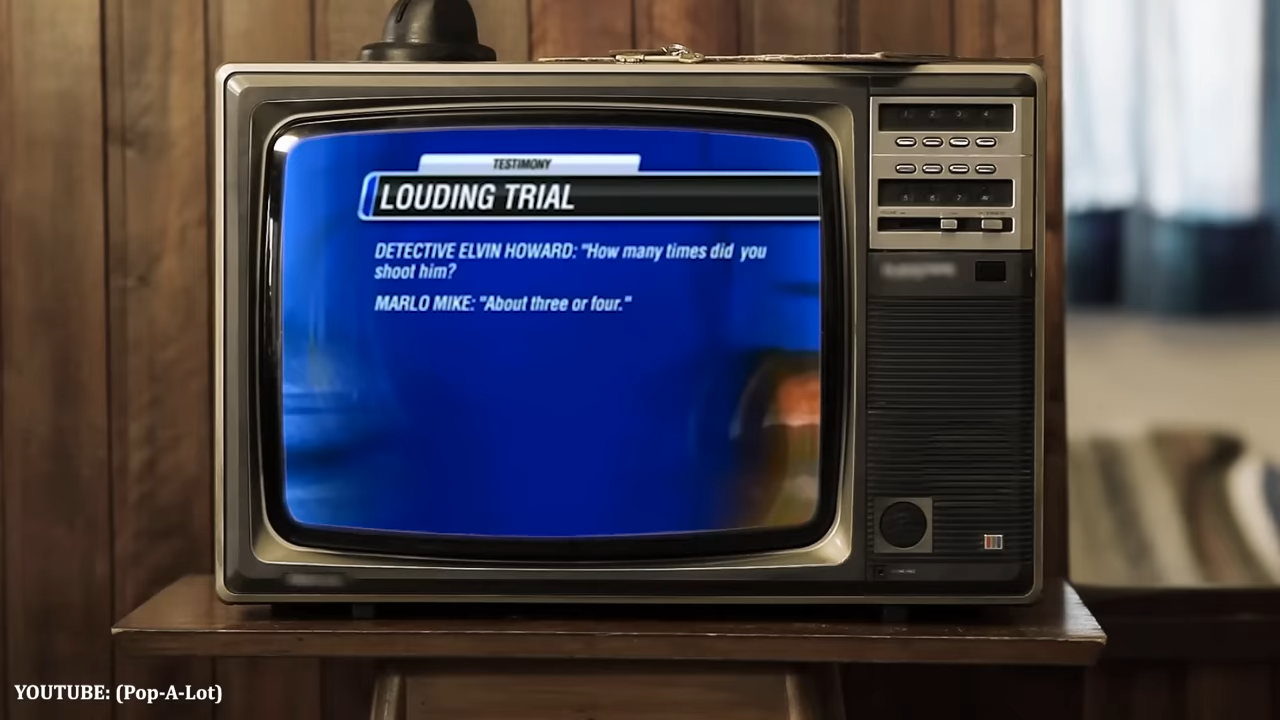 TESTIMONY
LOUDING TRIAL
DETECTIVE ELVIN HOWARD: "How many times did you
shoot him?
MARLO MIKE: "About three or four."
YOUTUBE: (Pop-A-Lot)